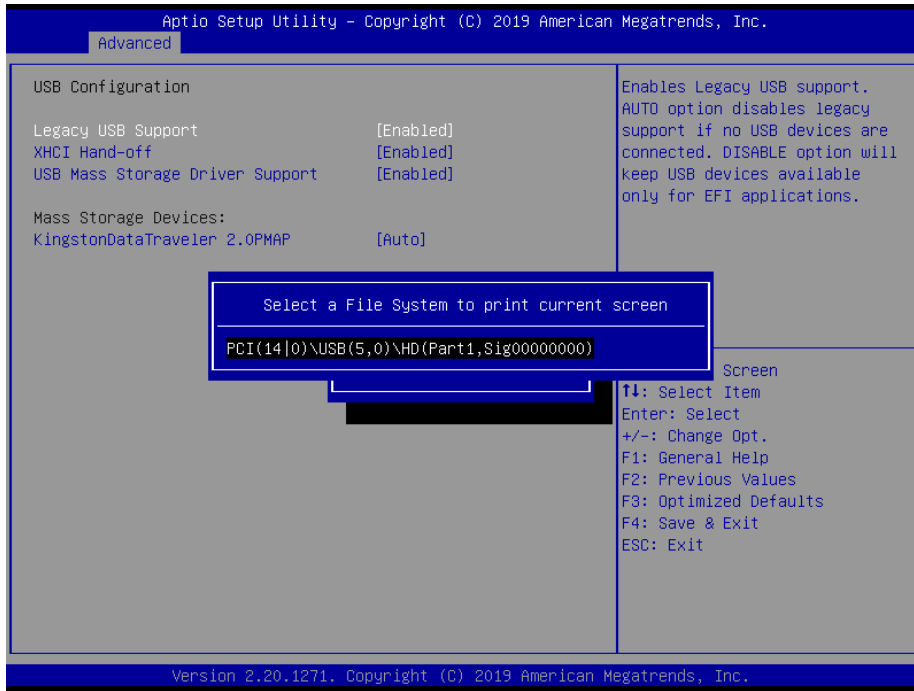 Aptio Setup Utility – Copyright (C) 2019 American Megatrends, Inc.
Advanced
USB Configuration
Legacy USB Support [Enabled]
XHCI Hand-off [Enabled]
USB Mass Storage Driver Support [Enabled]
Mass Storage Devices:
KingstonDataTraveler 2.0PMAP [Auto]
Enables Legacy USB support.
AUTO option disables legacy
support if no USB devices are
connected. DISABLE option will
keep USB devices available
only for EFI applications.
Select a File System to print current screen
PCI(14|0)\USB(5,0)\HD(Part1,Sig00000000)
Screen
↑↓: Select Item
Enter: Select
+/-: Change Opt.
F1: General Help
F2: Previous Values
F3: Optimized Defaults
F4: Save & Exit
ESC: Exit
Version 2.20.1271. Copyright (C) 2019 American Megatrends, Inc.